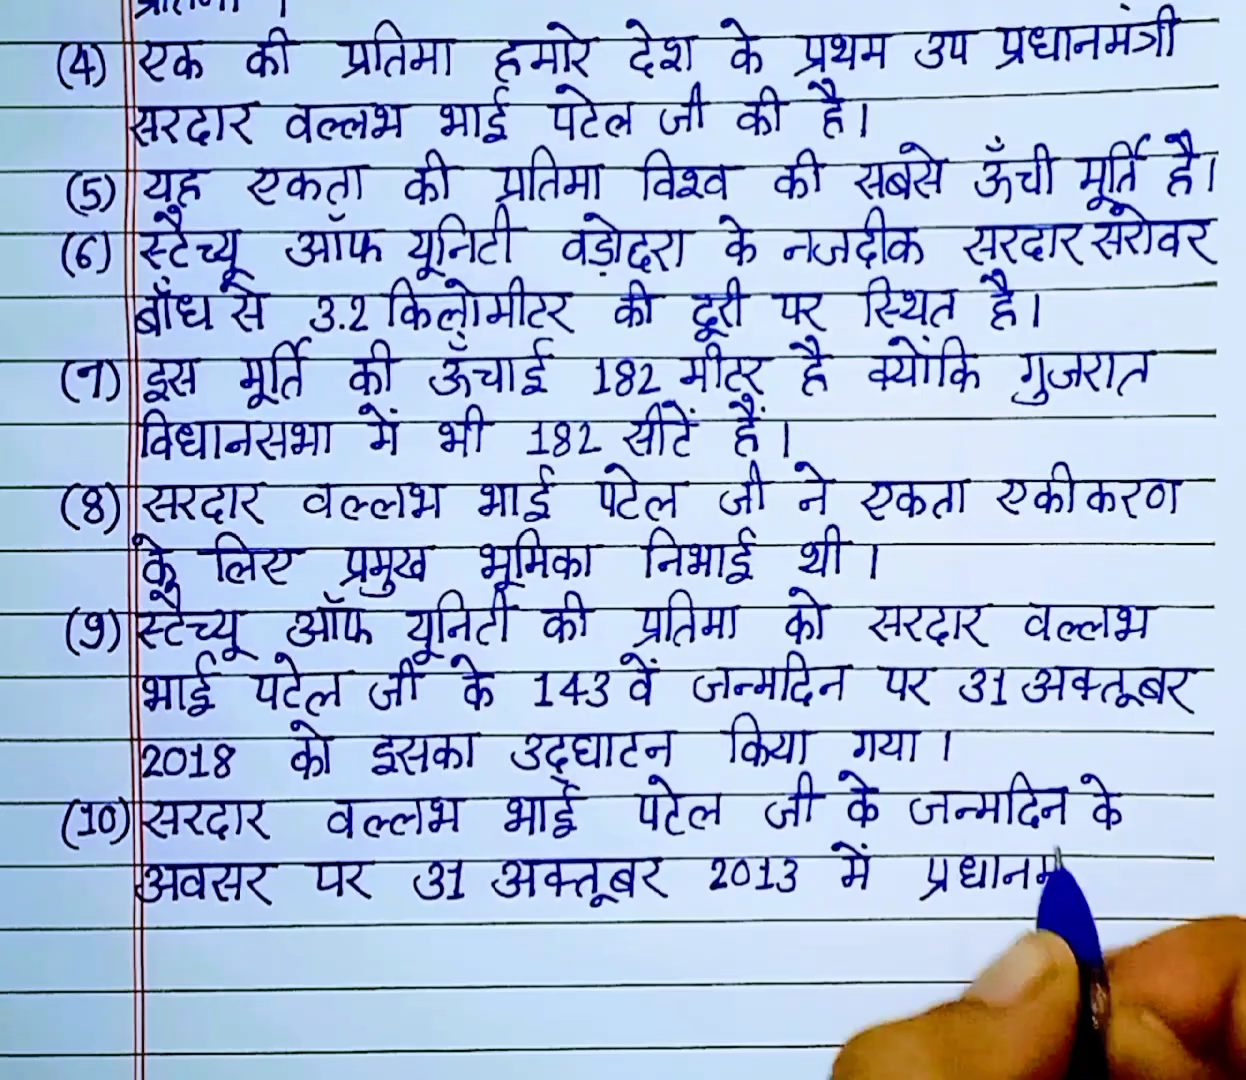 (4) एक की प्रतिमा हमारे देश के प्रथम उप प्रधानमंत्री
सरदार वल्लभ भाई पटेल जी की है।
(5) यह एकता की प्रतिमा विश्व की सबसे ऊँची मूर्ति है।
(6) स्टैच्यू ऑफ यूनिटी वड़ोदरा के नजदीक सरदार सरोवर
बाँध से 3.2 किलोमीटर की दूरी पर स्थित है।
(7) इस मूर्ति की ऊँचाई 182 मीटर है क्योंकि गुजरात
विधानसभा में भी 182 सीटें हैं।
(8) सरदार वल्लभ भाई पटेल जी ने एकता एकीकरण
के लिए प्रमुख भूमिका निभाई थी।
(9) स्टैच्यू ऑफ यूनिटी की प्रतिमा को सरदार वल्लभ
भाई पटेल जी के 143 वें जन्मदिन पर 31 अक्तूबर
2018 को इसका उद्घाटन किया गया।
(10) सरदार वल्लभ भाई पटेल जी के जन्मदिन के
अवसर पर 31 अक्तूबर 2013 में प्रधानम